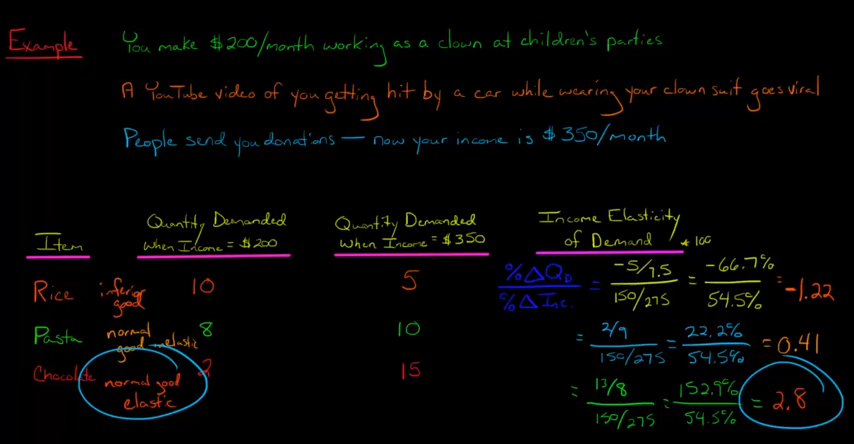 Example
You make $200/month working as a clown at children's parties
A YouTube video of you getting hit by a car while wearing your clown suit goes viral
People send you donations — now your income is $350/month
Item
Quantity Demanded
When Income = $200
Quantity Demanded
When Income = $350
Income Elasticity
of Demand
* 100
Rice inferior good 10 5 %ΔQD / %Δ Inc. = -5/7.5 / 150/275 = -66.7% / 54.5% = -1.22
Pasta normal good inelastic 8 10 = 2/9 / 150/275 = 22.2% / 54.5% = 0.41
Chocolate normal good elastic 2 15 = 13/8 / 150/275 = 152.9% / 54.5% = 2.8